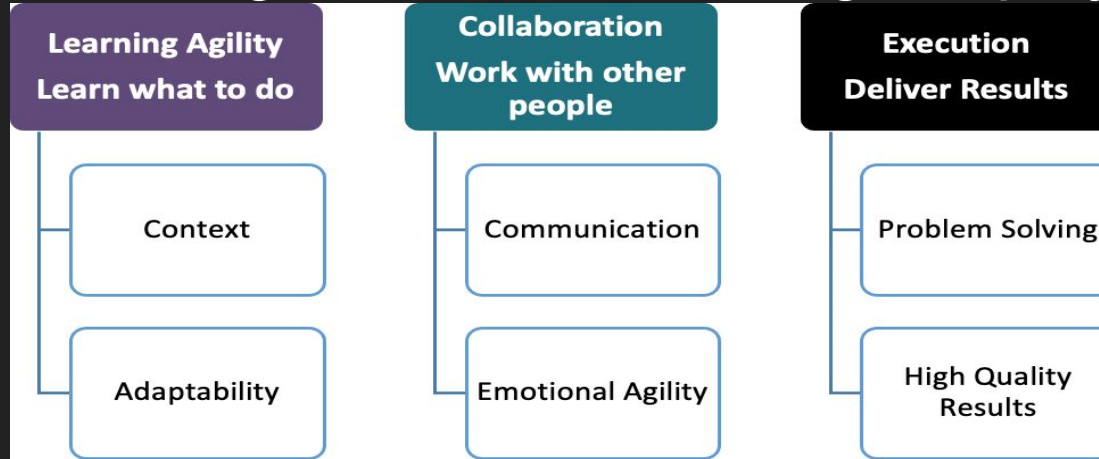 Learning Agility
Learn what to do
Context
Adaptability
Collaboration
Work with other
people
Communication
Emotional Agility
Execution
Deliver Results
Problem Solving
High Quality
Results